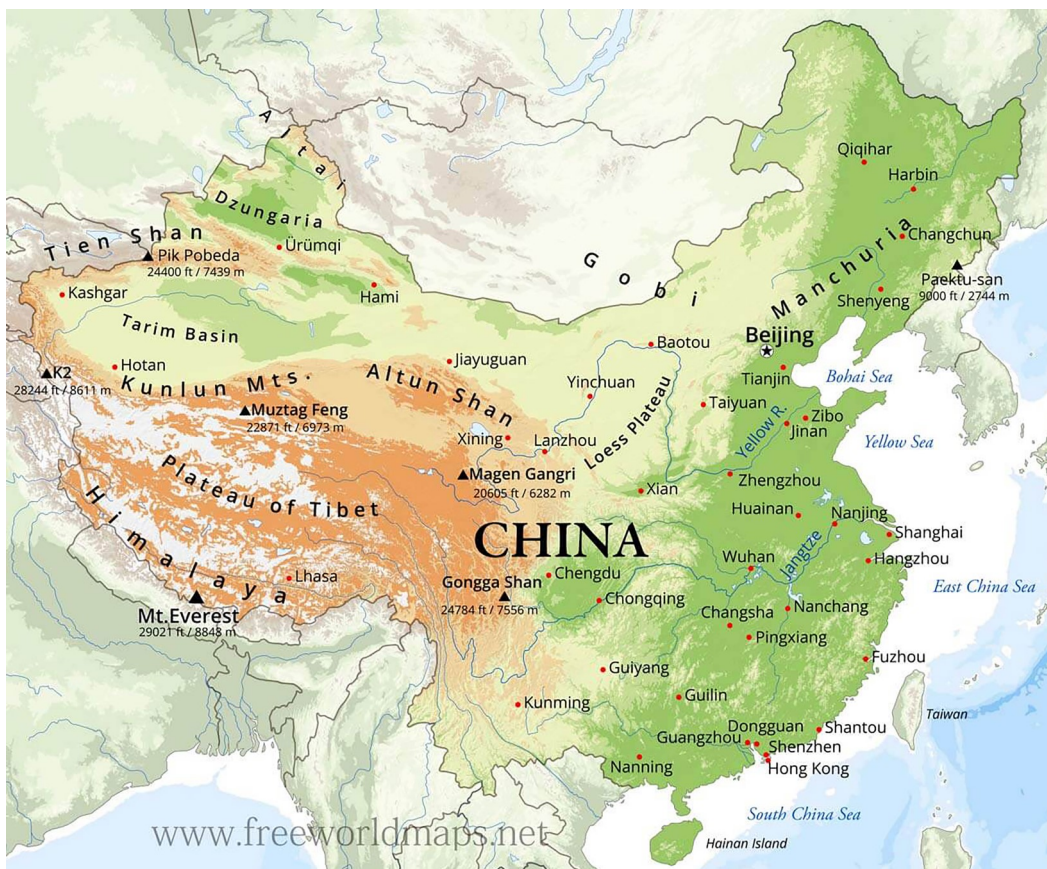 Altai
Qiqihar
Harbin
Dzungaria
Tien Shan
Ürümqi
Changchun
Pik Pobeda
24400 ft / 7439 m
Gobi
Manchuria
Paektu-san
9000 ft / 2744 m
Kashgar
Hami
Shenyeng
Tarim Basin
Beijing
Baotou
Jiayuguan
Hotan
K2
28244 ft / 8611 m
Kunlun Mts.
Altun Shan
Yinchuan
Tianjin
Bohai Sea
Muztag Feng
22871 ft / 6973 m
Taiyuan
Zibo
Jinan
Yellow R.
Loess Plateau
Yellow Sea
Xining
Lanzhou
Magen Gangri
20605 ft / 6282 m
Plateau of Tibet
Xian
Zhengzhou
Himalaya
Huainan
Nanjing
CHINA
Shanghai
Jangtze
Wuhan
Hangzhou
Lhasa
Gongga Shan
24784 ft / 7556 m
Chengdu
East China Sea
Mt.Everest
29021 ft / 8848 m
Chongqing
Changsha
Nanchang
Pingxiang
Guiyang
Fuzhou
Kunming
Guilin
Taiwan
Dongguan
Shantou
Guangzhou
Shenzhen
Nanning
Hong Kong
South China Sea
www.freeworldmaps.net
Hainan Island